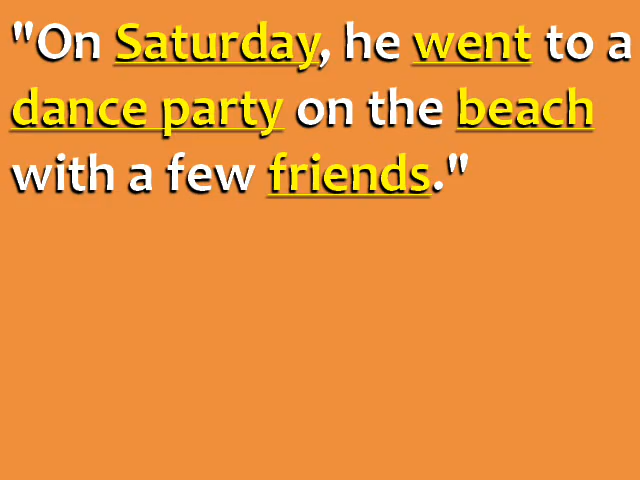 "On Saturday, he went to a
dance party on the beach
with a few friends."